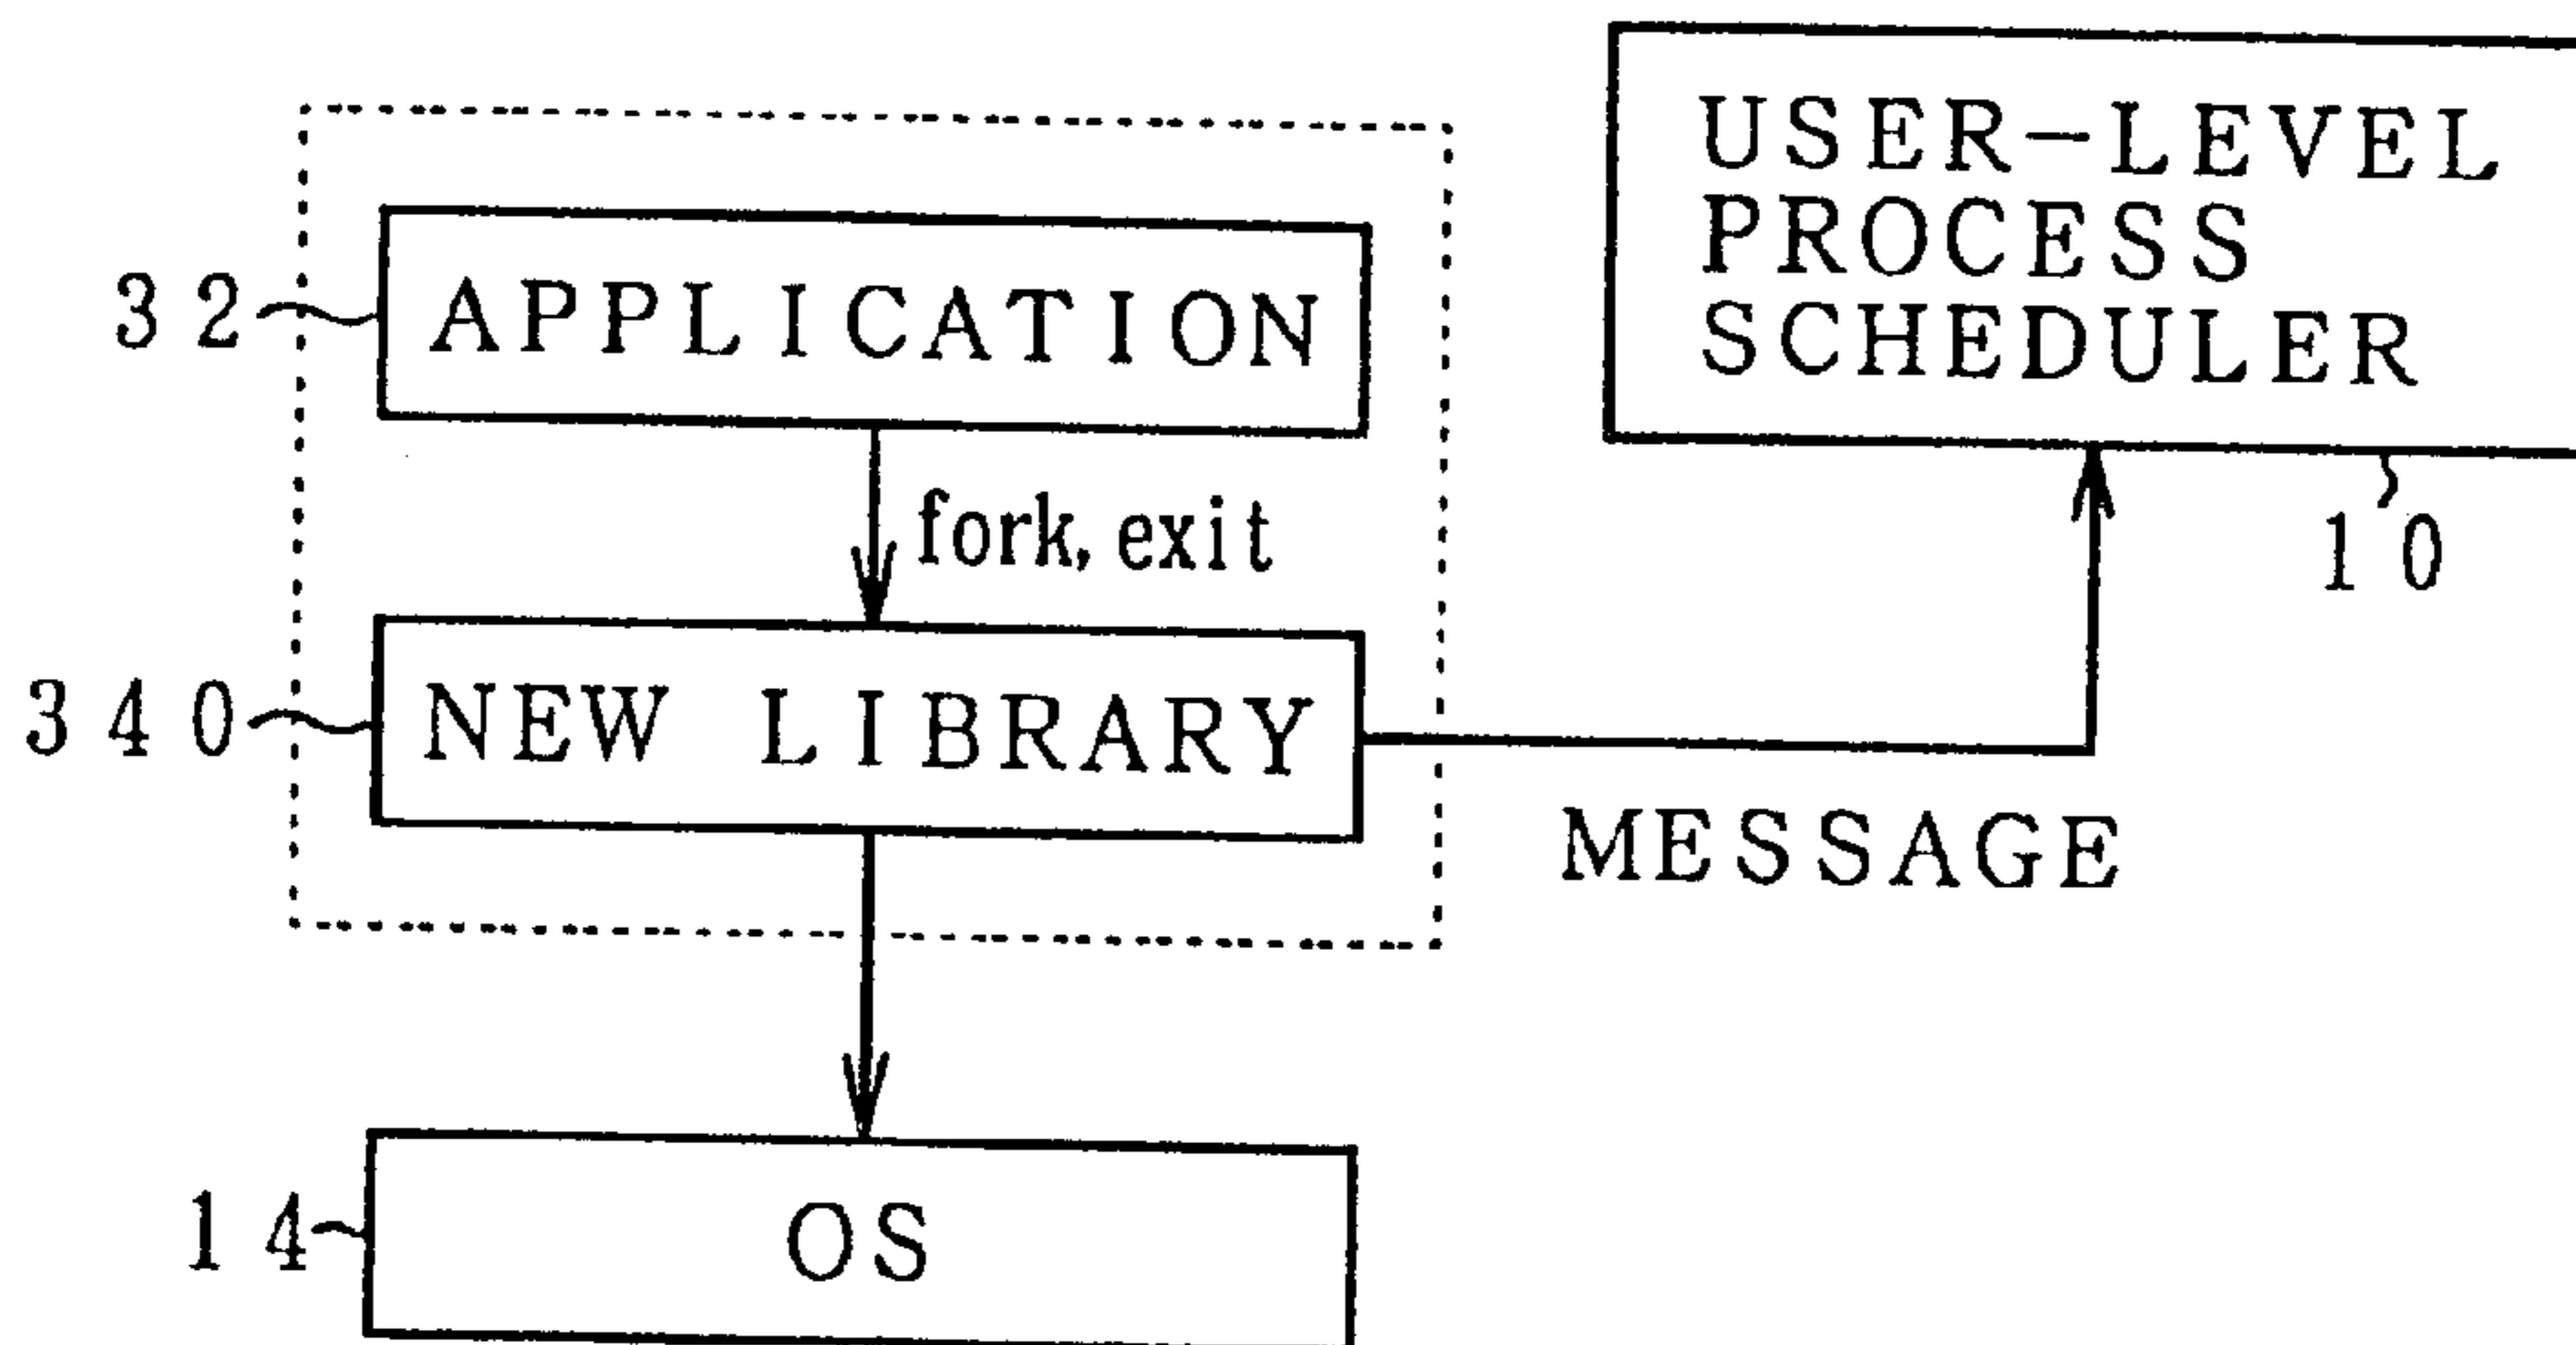 USER-LEVEL
PROCESS
SCHEDULER
10
32
APPLICATION
fork, exit
340
NEW LIBRARY
MESSAGE
14
OS